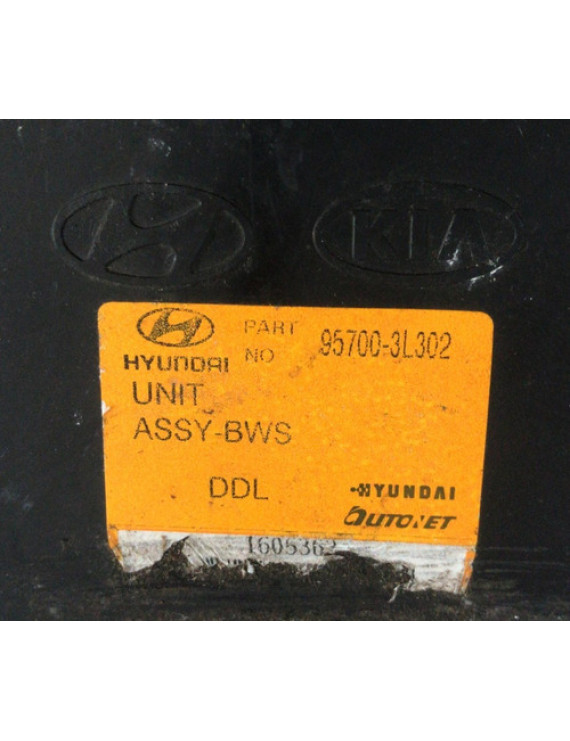 KIA
PART
NO
95700-3L302
HYUNDAI
UNIT
ASSY-BWS
DDL
HYUNDAI
AUTONET
1605362